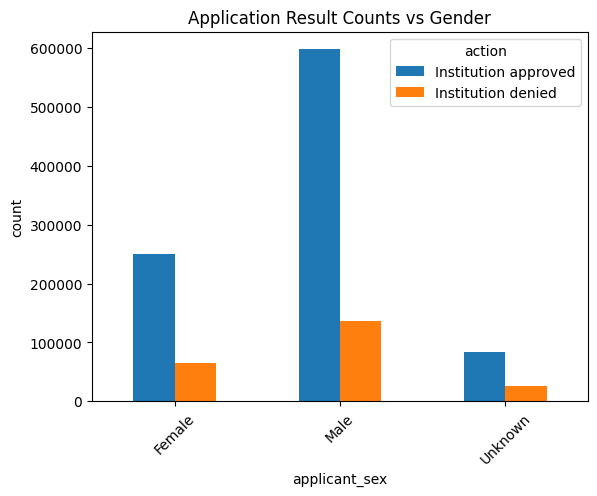 Application Result Counts vs Gender
action
Institution approved
Institution denied
count
600000
500000
400000
300000
200000
100000
0
Female
Male
Unknown
applicant_sex